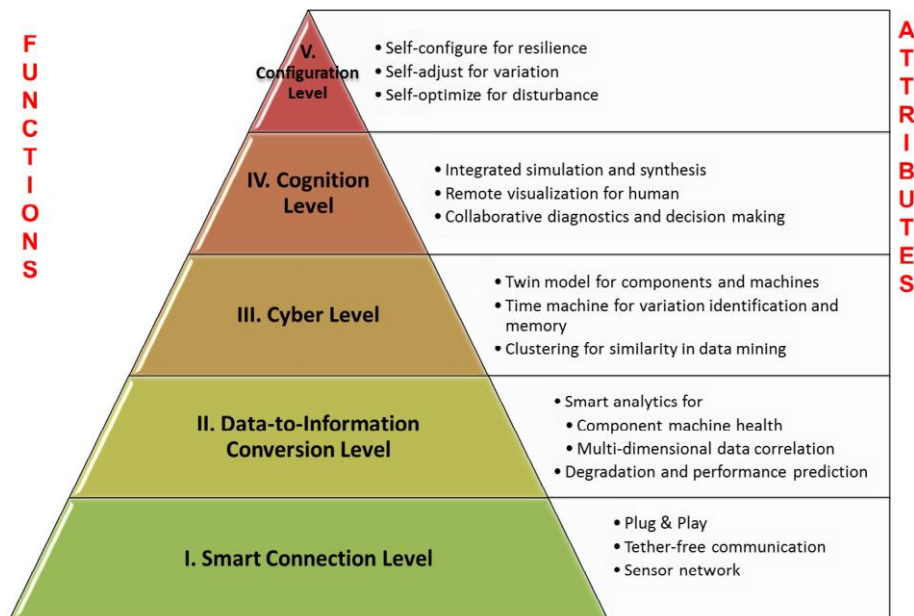 FUNCTIONS
ATTRIBUTES
V.
Configuration
Level
• Self-configure for resilience
• Self-adjust for variation
• Self-optimize for disturbance
IV. Cognition
Level
• Integrated simulation and synthesis
• Remote visualization for human
• Collaborative diagnostics and decision making
III. Cyber Level
• Twin model for components and machines
• Time machine for variation identification and
memory
• Clustering for similarity in data mining
II. Data-to-Information
Conversion Level
• Smart analytics for
• Component machine health
• Multi-dimensional data correlation
• Degradation and performance prediction
I. Smart Connection Level
• Plug & Play
• Tether-free communication
• Sensor network